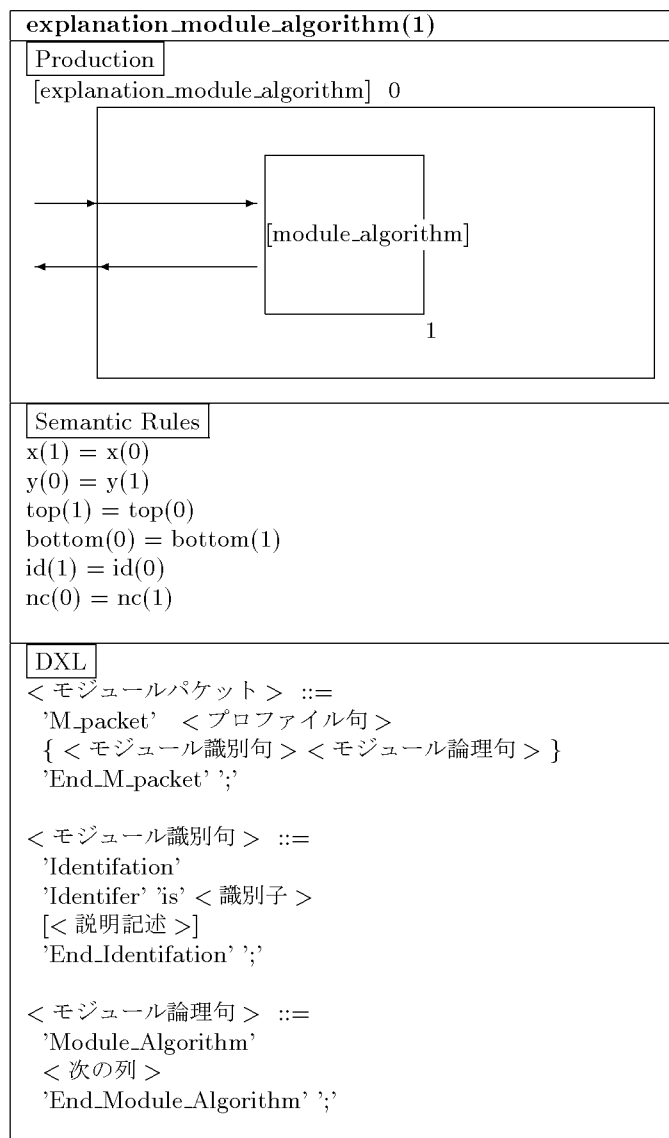 explanation_module_algorithm(1)
Production
[explanation_module_algorithm] 0
[module_algorithm]
1
Semantic Rules
x(1) = x(0)
y(0) = y(1)
top(1) = top(0)
bottom(0) = bottom(1)
id(1) = id(0)
nc(0) = nc(1)
DXL
< モジュールパケット > ::=
'M_packet' < プロファイル句 >
{ < モジュール識別句 > < モジュール論理句 > }
'End_M_packet' ';'
< モジュール識別句 > ::=
'Identifation'
'Identifer' 'is' < 識別子 >
[< 説明記述 >]
'End_Identifation' ';'
< モジュール論理句 > ::=
'Module_Algorithm'
< 次の列 >
'End_Module_Algorithm' ';'